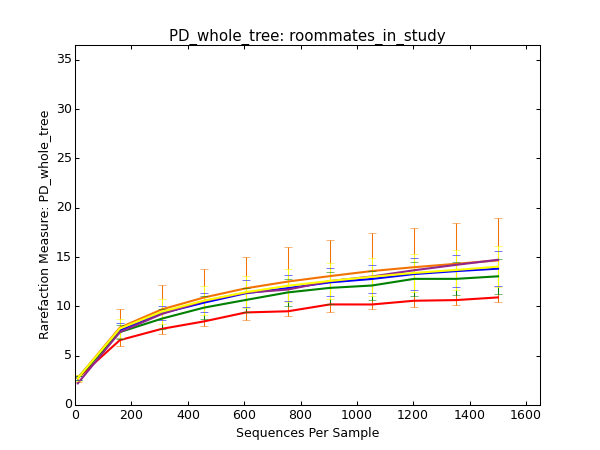 PD_whole_tree: roommates_in_study
Rarefaction Measure: PD_whole_tree
35
30
25
20
15
10
5
0
0 200 400 600 800 1000 1200 1400 1600
Sequences Per Sample